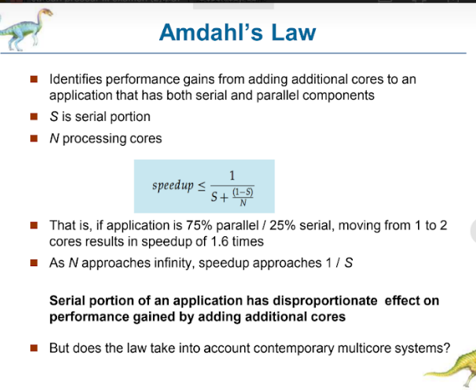 Amdahl's Law
Identifies performance gains from adding additional cores to an
application that has both serial and parallel components
S is serial portion
N processing cores
speedup ≤ 1 / (S + (1−S)/N)
That is, if application is 75% parallel / 25% serial, moving from 1 to 2
cores results in speedup of 1.6 times
As N approaches infinity, speedup approaches 1 / S
Serial portion of an application has disproportionate effect on
performance gained by adding additional cores
But does the law take into account contemporary multicore systems?